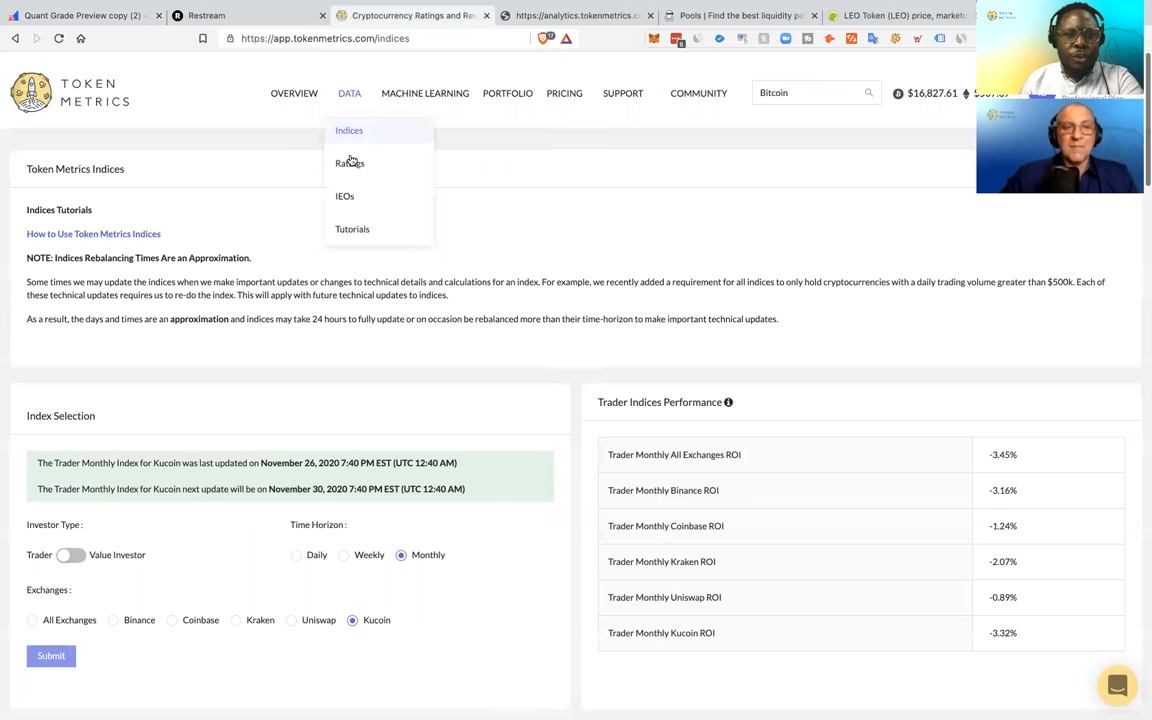 Quant Grade Preview copy (2) -
Restream
Cryptocurrency Ratings and Re
https://analytics.tokenmetrics.c
Pools | Find the best liquidity po
LEO Token (LEO) price, market
https://app.tokenmetrics.com/indices
17
6
TOKEN METRICS
OVERVIEW
DATA
MACHINE LEARNING
PORTFOLIO
PRICING
SUPPORT
COMMUNITY
Bitcoin
$16,827.61
Indices
Ratings
IEOs
Tutorials
Token Metrics Indices
Indices Tutorials
How to Use Token Metrics Indices
NOTE: Indices Rebalancing Times Are an Approximation.
Some times we may update the indices when we make important updates or changes to technical details and calculations for an index. For example, we recently added a requirement for all indices to only hold cryptocurrencies with a daily trading volume greater than $500k. Each of
these technical updates requires us to re-do the index. This will apply with future technical updates to indices.
As a result, the days and times are an approximation and indices may take 24 hours to fully update or on occasion be rebalanced more than their time-horizon to make important technical updates.
Index Selection
The Trader Monthly Index for Kucoin was last updated on November 26, 2020 7:40 PM EST (UTC 12:40 AM)
The Trader Monthly Index for Kucoin next update will be on November 30, 2020 7:40 PM EST (UTC 12:40 AM)
Investor Type :
Time Horizon :
Trader
Value Investor
Daily
Weekly
Monthly
Exchanges :
All Exchanges
Binance
Coinbase
Kraken
Uniswap
Kucoin
Submit
Trader Indices Performance
Trader Monthly All Exchanges ROI -3.45%
Trader Monthly Binance ROI -3.16%
Trader Monthly Coinbase ROI -1.24%
Trader Monthly Kraken ROI -2.07%
Trader Monthly Uniswap ROI -0.89%
Trader Monthly Kucoin ROI -3.32%